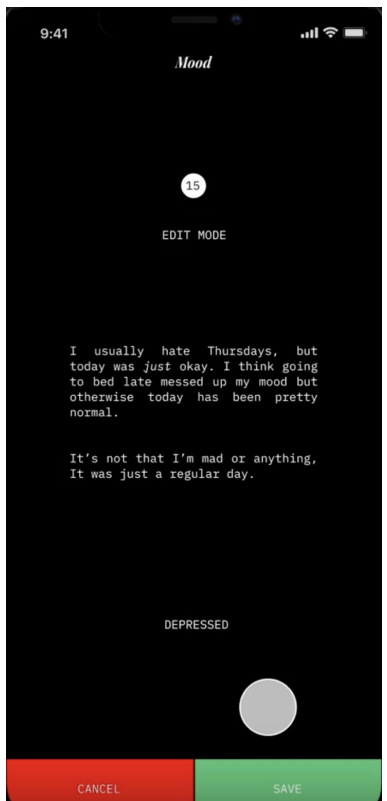 9:41
Mood
15
EDIT MODE
I usually hate Thursdays, but
today was just okay. I think going
to bed late messed up my mood but
otherwise today has been pretty
normal.
It’s not that I’m mad or anything,
It was just a regular day.
DEPRESSED
CANCEL
SAVE